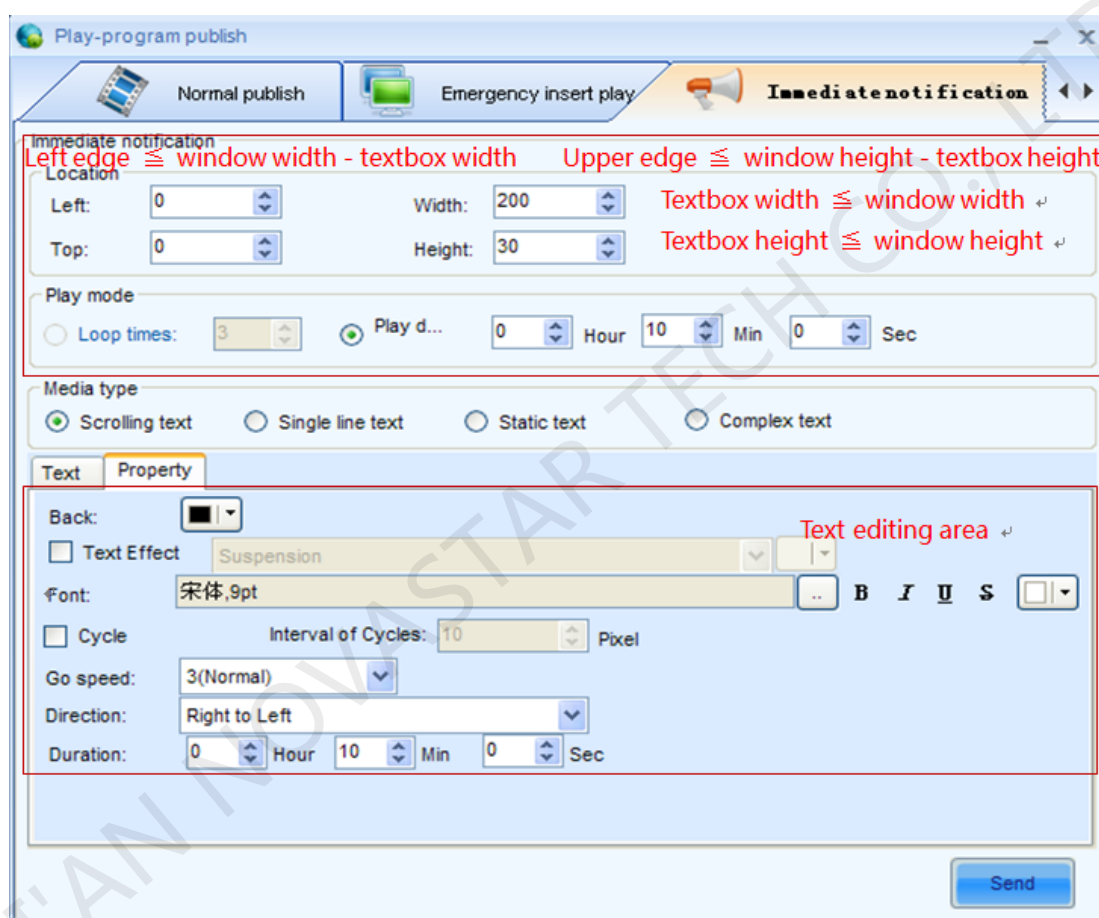 Play-program publish
Normal publish
Emergency insert play
Immediate notification
Immediate notification
Left edge ≦ window width - textbox width Upper edge ≦ window height - textbox height
Location
Left: 0 Width: 200 Textbox width ≦ window width
Top: 0 Height: 30 Textbox height ≦ window height
Play mode
Loop times: 3 Play d... 0 Hour 10 Min 0 Sec
Media type
Scrolling text Single line text Static text Complex text
Text Property
Back:
Text editing area
Text Effect Suspension
Font: 宋体,9pt .. B I U S
Cycle Interval of Cycles: 10 Pixel
Go speed: 3(Normal)
Direction: Right to Left
Duration: 0 Hour 10 Min 0 Sec
Send
'AN NOVASTAR TECH CO., LT